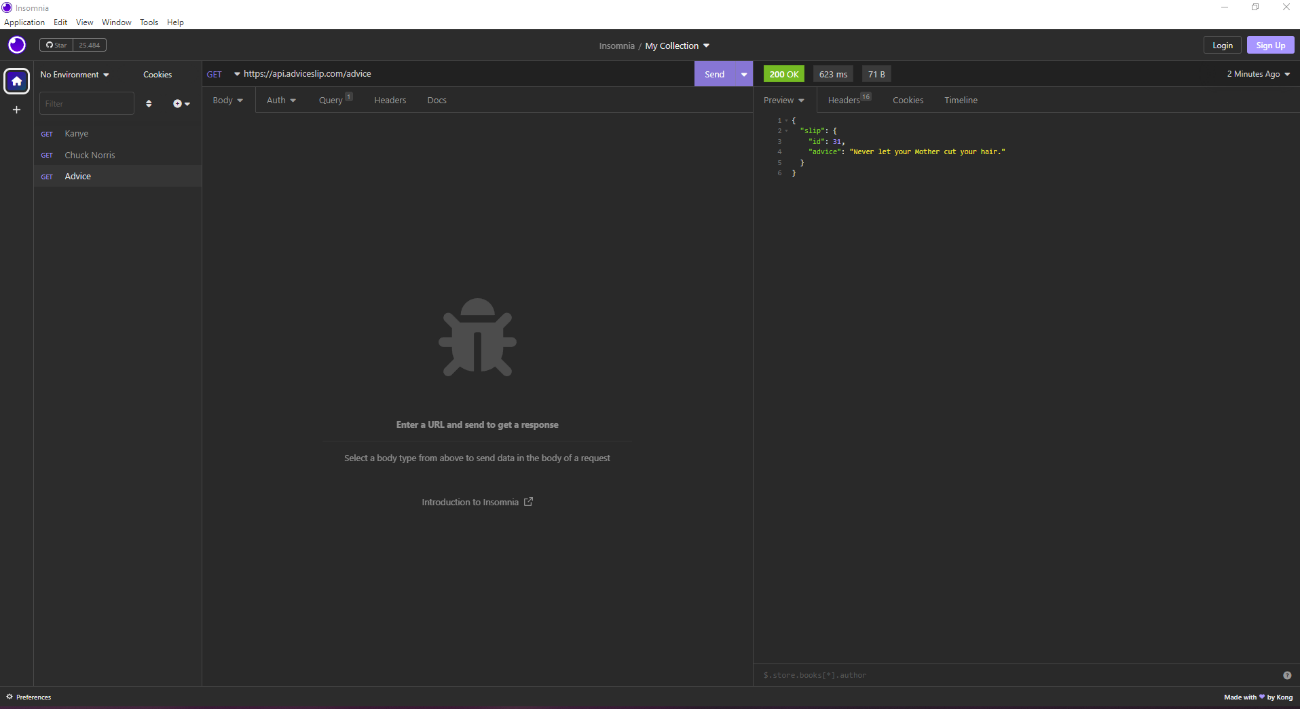 Insomnia
Application Edit View Window Tools Help
Star 25,484
Insomnia / My Collection
Login Sign Up
No Environment Cookies
GET https://api.adviceslip.com/advice
Send
200 OK 623 ms 71 B
2 Minutes Ago
Filter
Body Auth Query 1 Headers Docs
Preview Headers 16 Cookies Timeline
GET Kanye
GET Chuck Norris
GET Advice
1 {
2 "slip": {
3 "id": 31,
4 "advice": "Never let your Mother cut your hair."
5 }
6 }
Enter a URL and send to get a response
Select a body type from above to send data in the body of a request
Introduction to Insomnia
$.store.books[*].author
Preferences
Made with ♥ by Kong